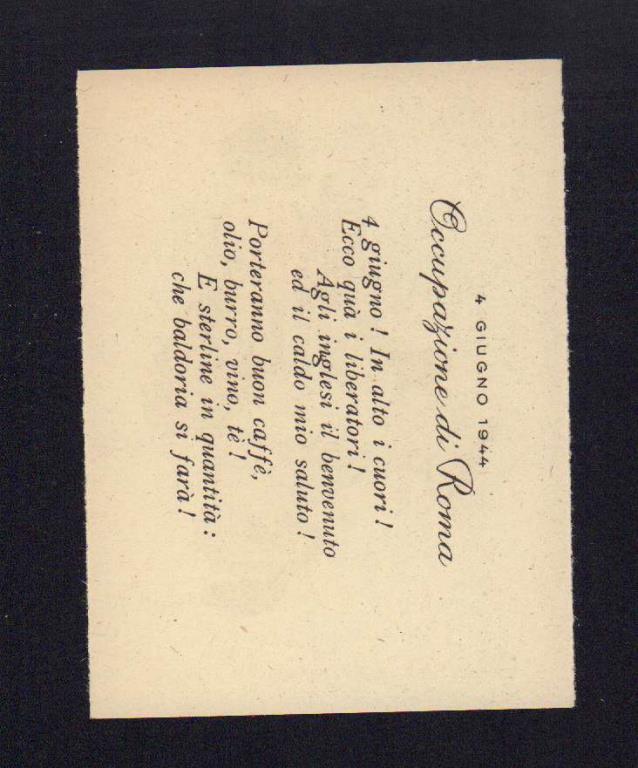 4 GIUGNO 1944
Occupazione di Roma
4 giugno! In alto i cuori!
Ecco quà i liberatori!
Agli inglesi il benvenuto
ed il caldo mio saluto!
Porteranno buon caffè,
olio, burro, vino, tè!
E sterline in quantità:
che baldoria si farà!